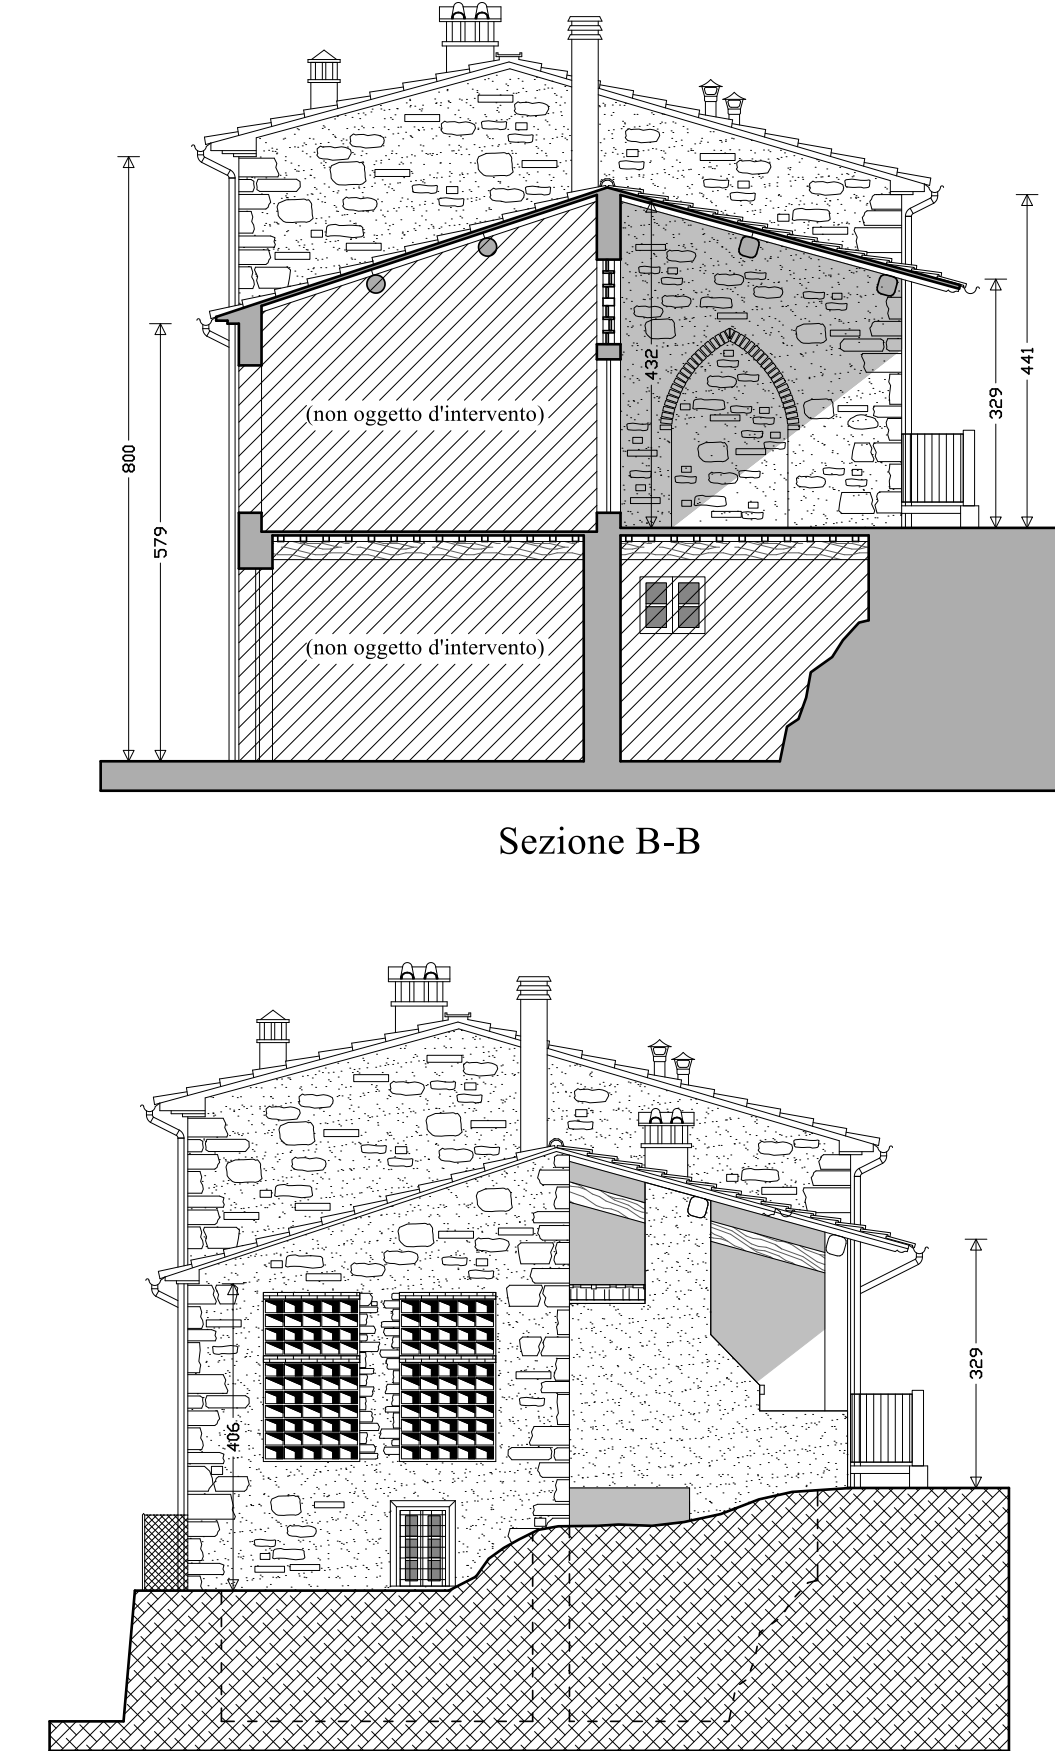 432
441
329
(non oggetto d'intervento)
800
579
(non oggetto d'intervento)
Sezione B-B
329
406